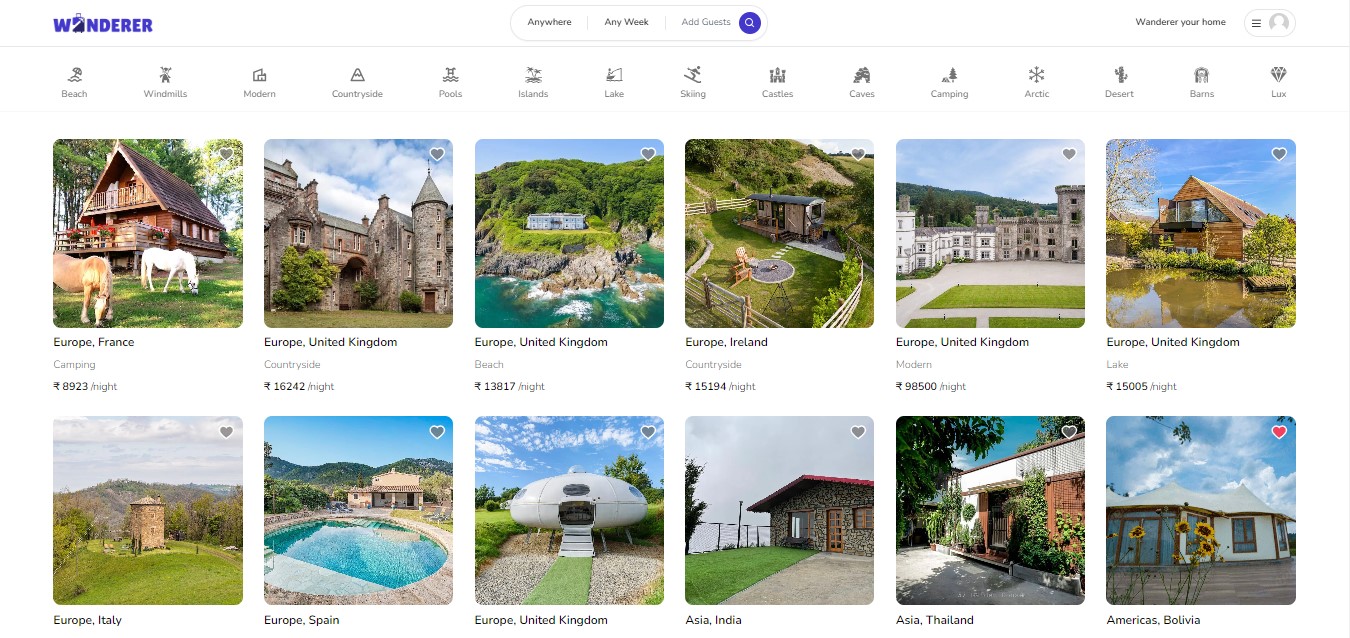 WANDERER
Anywhere
Any Week
Add Guests
Wanderer your home
Beach
Windmills
Modern
Countryside
Pools
Islands
Lake
Skiing
Castles
Caves
Camping
Arctic
Desert
Barns
Lux
Europe, France
Camping
₹ 8923 /night
Europe, United Kingdom
Countryside
₹ 16242 /night
Europe, United Kingdom
Beach
₹ 13817 /night
Europe, Ireland
Countryside
₹ 15194 /night
Europe, United Kingdom
Modern
₹ 98500 /night
Europe, United Kingdom
Lake
₹ 15005 /night
Europe, Italy
Europe, Spain
Europe, United Kingdom
Asia, India
Asia, Thailand
Americas, Bolivia